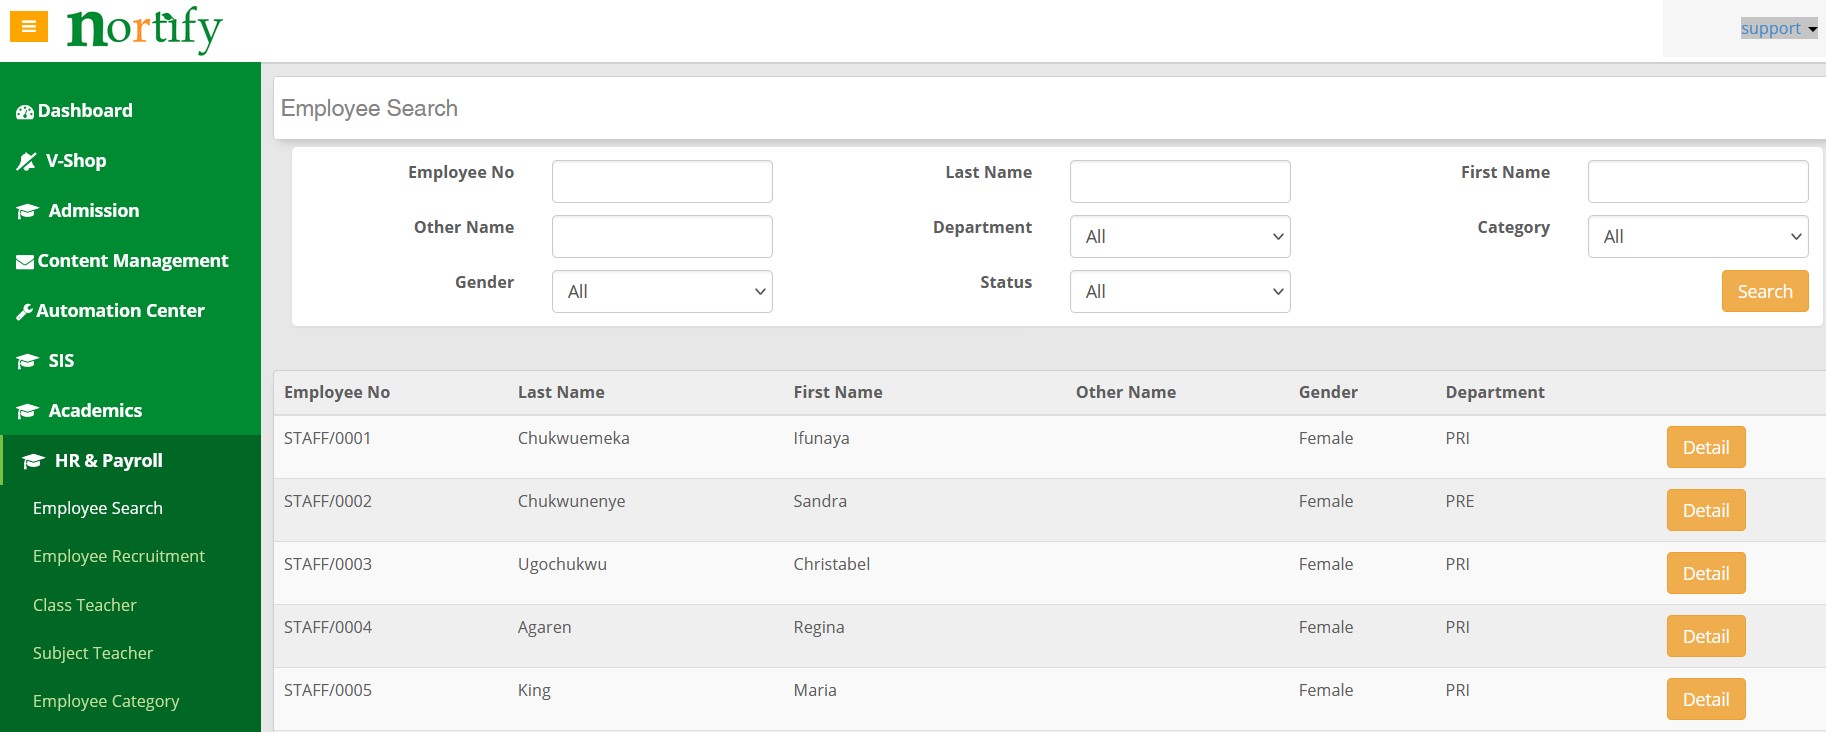 nortify
support
Dashboard
V-Shop
Admission
Content Management
Automation Center
SIS
Academics
HR & Payroll
Employee Search
Employee Recruitment
Class Teacher
Subject Teacher
Employee Category
Employee Search
Employee No Last Name First Name
Other Name Department All Category All
Gender All Status All Search
Employee No Last Name First Name Other Name Gender Department
STAFF/0001 Chukwuemeka Ifunaya Female PRI Detail
STAFF/0002 Chukwunenye Sandra Female PRE Detail
STAFF/0003 Ugochukwu Christabel Female PRI Detail
STAFF/0004 Agaren Regina Female PRI Detail
STAFF/0005 King Maria Female PRI Detail